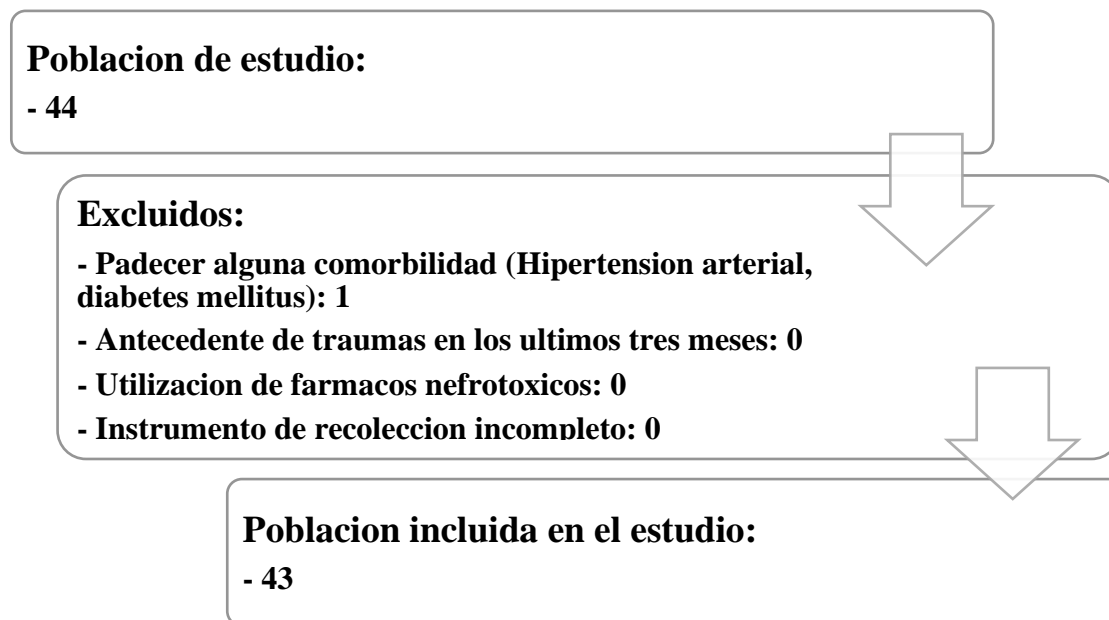 Poblacion de estudio:
- 44
Excluidos:
- Padecer alguna comorbilidad (Hipertension arterial,
diabetes mellitus): 1
- Antecedente de traumas en los ultimos tres meses: 0
- Utilizacion de farmacos nefrotoxicos: 0
- Instrumento de recoleccion incompleto: 0
Poblacion incluida en el estudio:
- 43